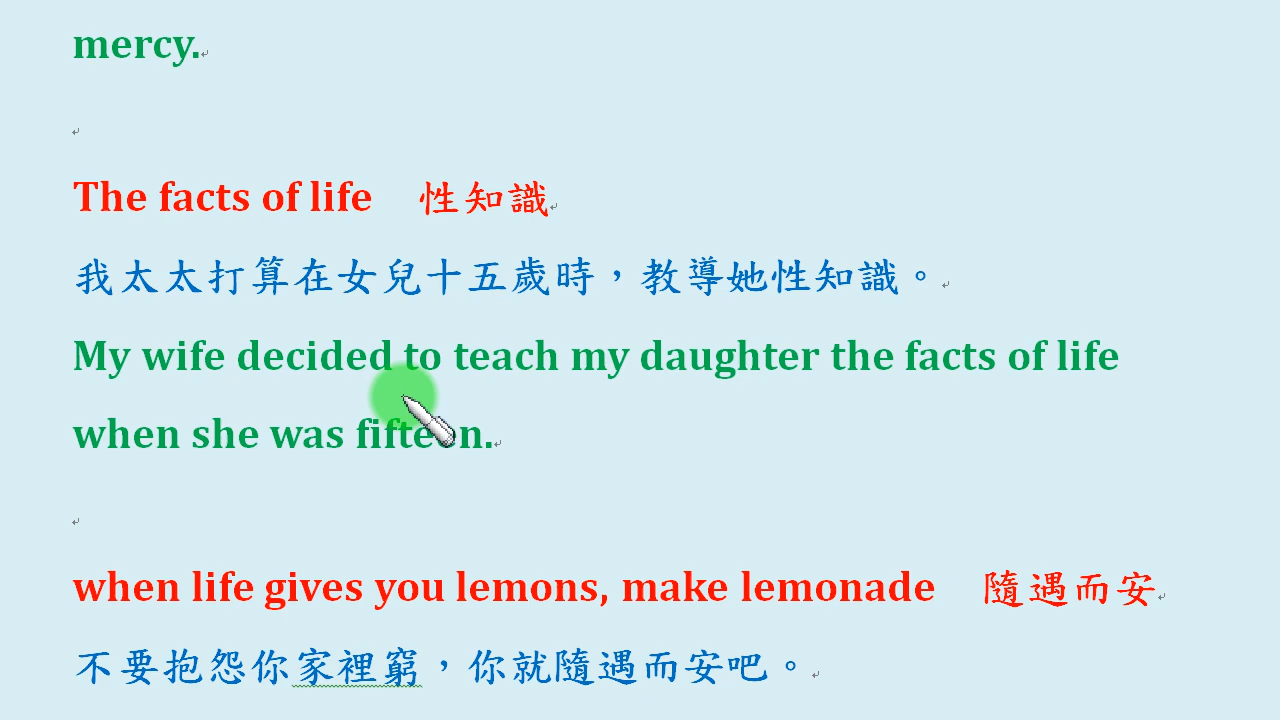 mercy.
The facts of life 性知識
我太太打算在女兒十五歲時，教導她性知識。
My wife decided to teach my daughter the facts of life
when she was fifteen.
when life gives you lemons, make lemonade 隨遇而安
不要抱怨你家裡窮，你就隨遇而安吧。